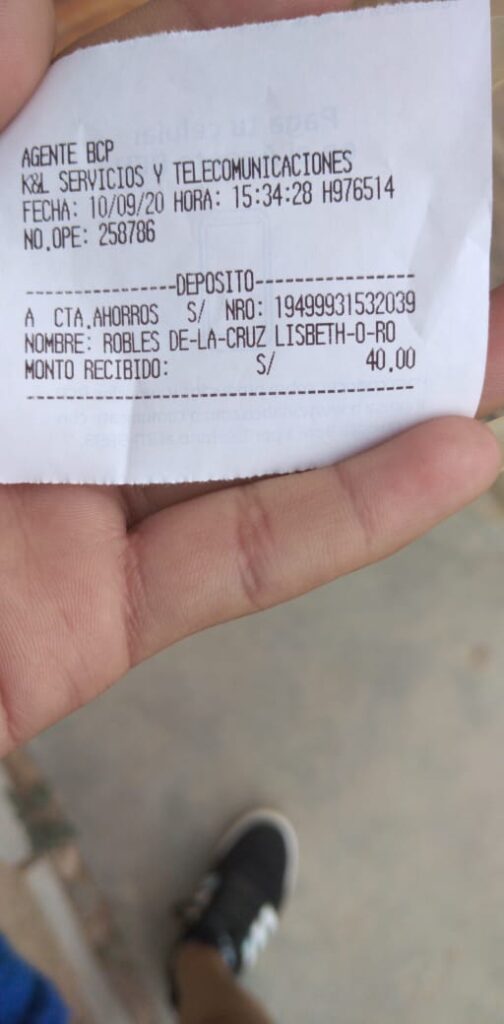 AGENTE BCP
K&L SERVICIOS Y TELECOMUNICACIONES
FECHA: 10/09/20 HORA: 15:34:28 H976514
NO.OPE: 258786
-----------------DEPOSITO------------------
A CTA.AHORROS S/ NRO: 19499931532039
NOMBRE: ROBLES DE-LA-CRUZ LISBETH-O-RO
MONTO RECIBIDO: S/ 40.00